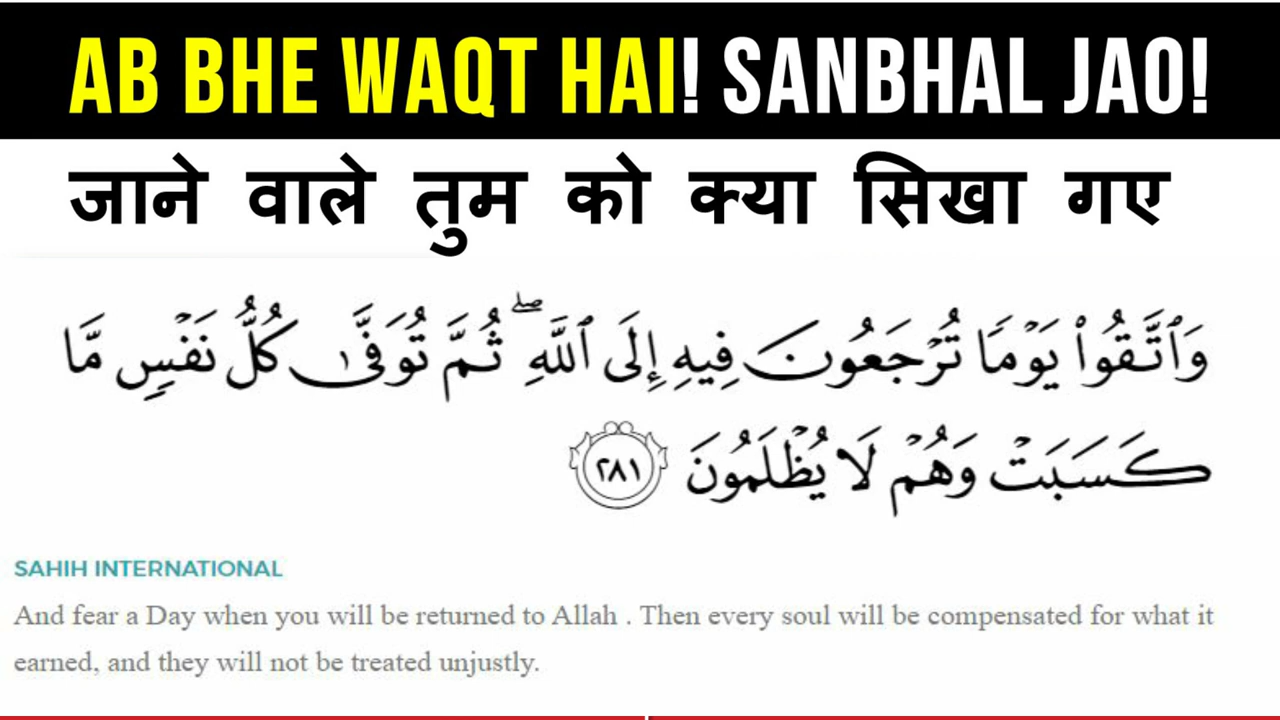 AB BHE WAQT HAI! SANBHAL JAO!
जाने वाले तुम को क्या सिखा गए
وَٱتَّقُوا۟ يَوْمًا تُرْجَعُونَ فِيهِ إِلَى ٱللَّهِ ۖ ثُمَّ تُوَفَّىٰ كُلُّ نَفْسٍ مَّا
كَسَبَتْ وَهُمْ لَا يُظْلَمُونَ ٢٨١
SAHIH INTERNATIONAL
And fear a Day when you will be returned to Allah . Then every soul will be compensated for what it
earned, and they will not be treated unjustly.